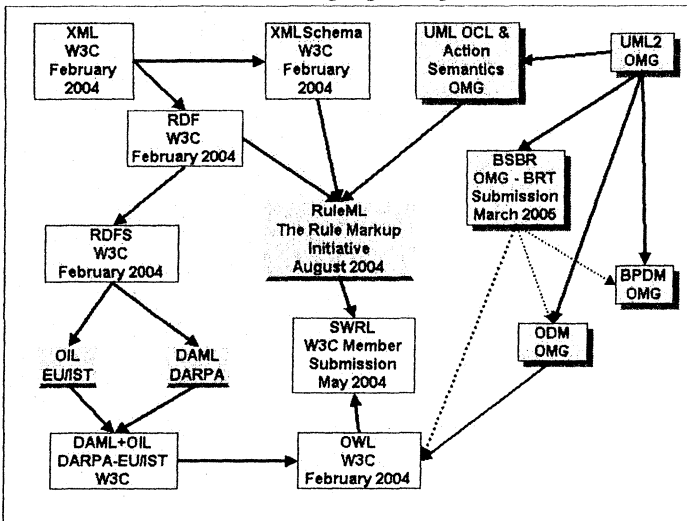 XML
W3C
February
2004
XMLSchema
W3C
February
2004
UML OCL &
Action
Semantics
OMG
UML2
OMG
RDF
W3C
February 2004
BSBR
OMG - BRT
Submission
March 2005
RuleML
The Rule Markup
Initiative
August 2004
RDFS
W3C
February 2004
BPDM
OMG
SWRL
W3C Member
Submission
May 2004
ODM
OMG
OIL
EU/IST
DAML
DARPA
DAML+OIL
DARPA-EU/IST
W3C
OWL
W3C
February 2004